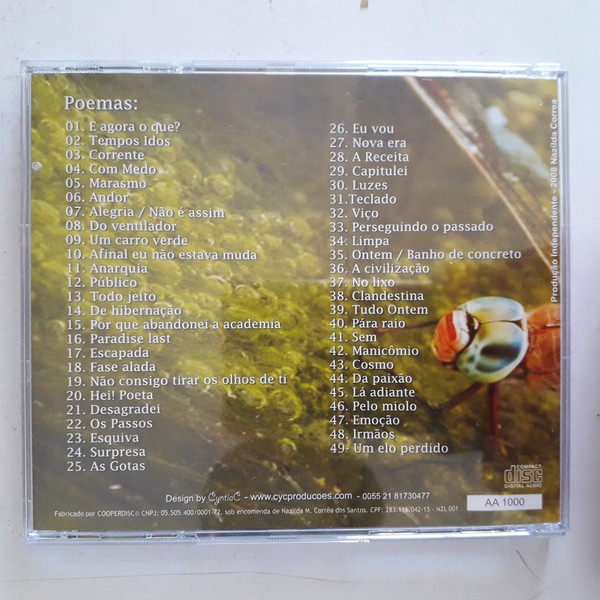 Poemas:
01. E agora o que?
02. Tempos Idos
03. Corrente
04. Com Medo
05. Marasmo
06. Andor
07. Alegria / Não é assim
08. Do ventilador
09. Um carro verde
10. Afinal eu não estava muda
11. Anarquia
12. Público
13. Todo jeito
14. De hibernação
15. Por que abandonei a academia
16. Paradise last
17. Escapada
18. Fase alada
19. Não consigo tirar os olhos de ti
20. Hei! Poeta
21. Desagradei
22. Os Passos
23. Esquiva
24. Surpresa
25. As Gotas
26. Eu vou
27. Nova era
28. A Receita
29. Capitulei
30. Luzes
31.Teclado
32. Viço
33. Perseguindo o passado
34. Limpa
35. Ontem / Banho de concreto
36. A civilização
37. No lixo
38. Clandestina
39. Tudo Ontem
40. Pára raio
41. Sem
42. Manicômio
43. Cosmo
44. Da paixão
45. Lá adiante
46. Pelo miolo
47. Emoção
48. Irmãos
49- Um elo perdido
Produção Independente - 2008 Nazilda Correa
COMPACT
disc
DIGITAL AUDIO
AA 1000
Design by CyntiaC - www.cycproducoes.com - 0055 21 81730477
Fabricado por COOPERDISC® CNPJ: 05.505.400/0001-72, sob encomenda de Nazilda M. Corrêa dos Santos. CPF: 283. .042-15 - NZL 001